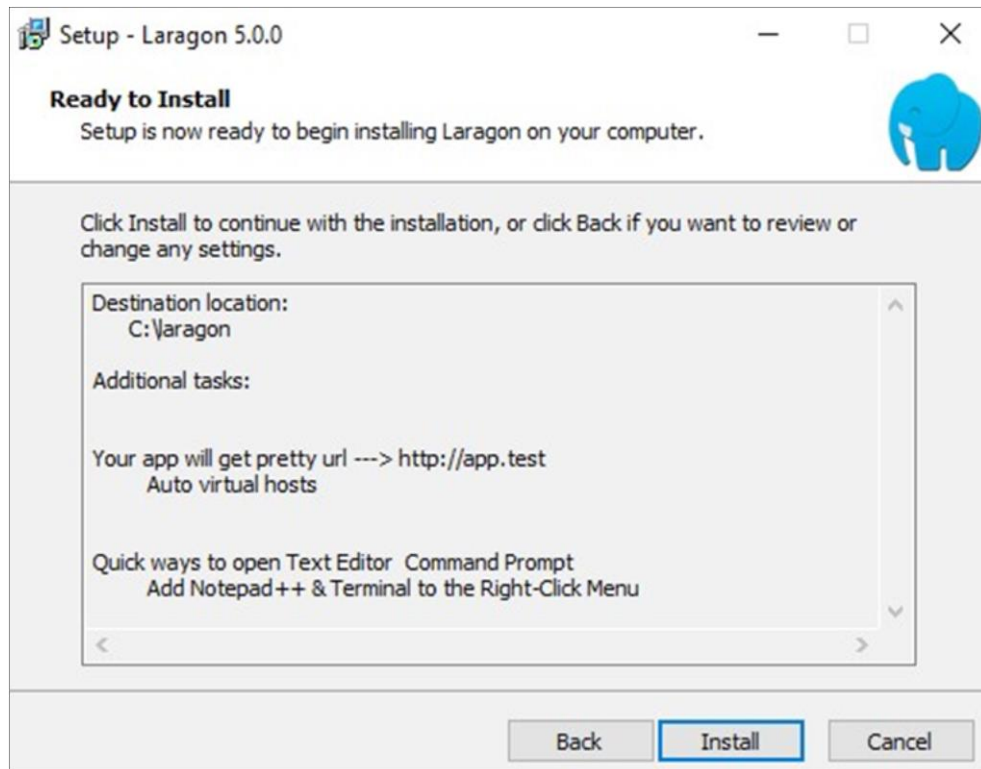 Setup - Laragon 5.0.0
Ready to Install
Setup is now ready to begin installing Laragon on your computer.
Click Install to continue with the installation, or click Back if you want to review or
change any settings.
Destination location:
C:\laragon
Additional tasks:
Your app will get pretty url ---> http://app.test
Auto virtual hosts
Quick ways to open Text Editor  Command Prompt
Add Notepad++ & Terminal to the Right-Click Menu
Back
Install
Cancel